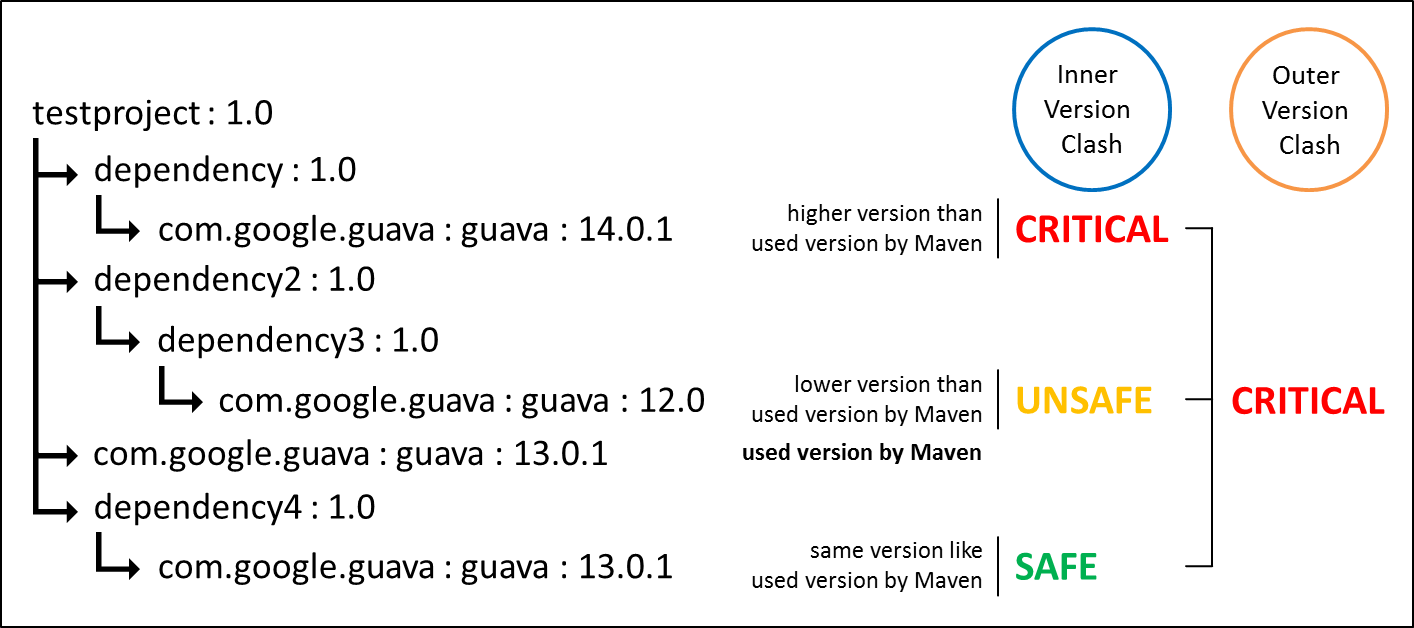 Inner
Version
Clash
Outer
Version
Clash
testproject : 1.0
dependency : 1.0
com.google.guava : guava : 14.0.1
higher version than
used version by Maven
CRITICAL
dependency2 : 1.0
dependency3 : 1.0
com.google.guava : guava : 12.0
lower version than
used version by Maven
UNSAFE
CRITICAL
com.google.guava : guava : 13.0.1
used version by Maven
dependency4 : 1.0
com.google.guava : guava : 13.0.1
same version like
used version by Maven
SAFE